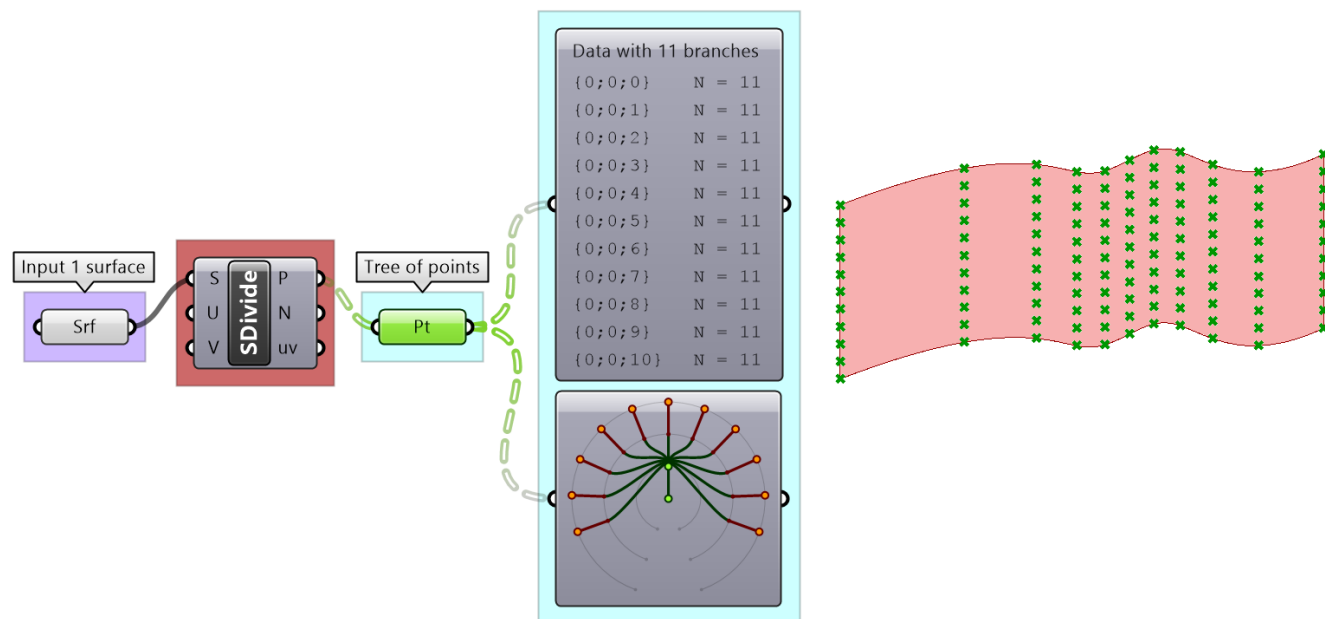 Input 1 surface
Srf
S
U
V
SDivide
P
N
uv
Tree of points
Pt
Data with 11 branches
{0;0;0} N = 11
{0;0;1} N = 11
{0;0;2} N = 11
{0;0;3} N = 11
{0;0;4} N = 11
{0;0;5} N = 11
{0;0;6} N = 11
{0;0;7} N = 11
{0;0;8} N = 11
{0;0;9} N = 11
{0;0;10} N = 11